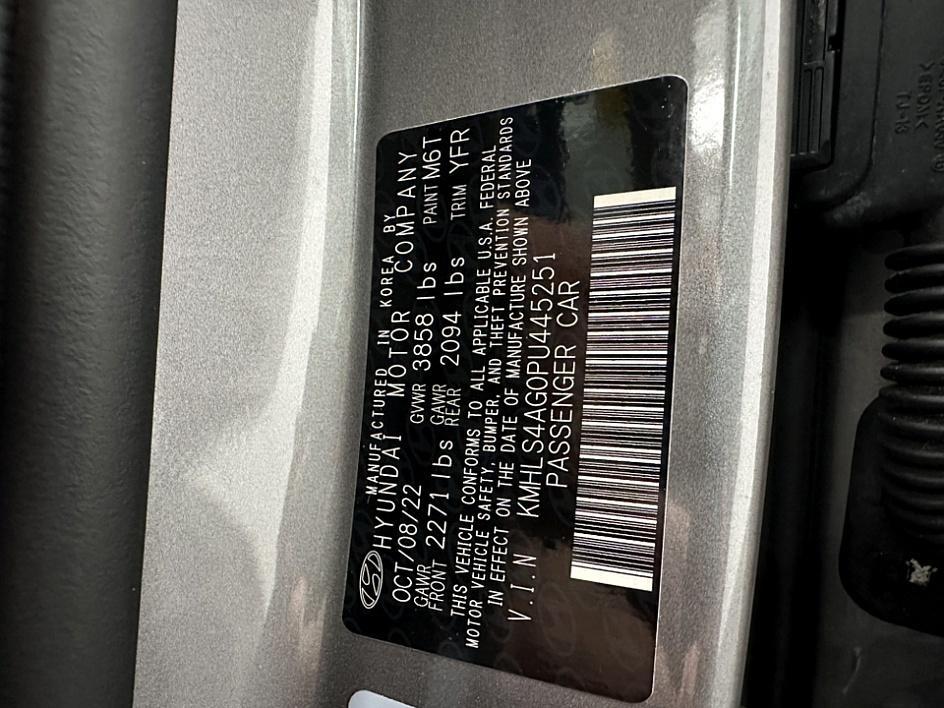 MANUFACTURED IN KOREA BY
HYUNDAI MOTOR COMPANY
OCT/08/22 GVWR 3858 lbs PAINT M6T
GAWR FRONT 2271 lbs GAWR REAR 2094 lbs TRIM YFR
THIS VEHICLE CONFORMS TO ALL APPLICABLE U.S.A. FEDERAL
MOTOR VEHICLE SAFETY, BUMPER, AND THEFT PREVENTION STANDARDS
IN EFFECT ON THE DATE OF MANUFACTURE SHOWN ABOVE
V.I.N KMHLS4AG0PU445251
PASSENGER CAR
TJ-13